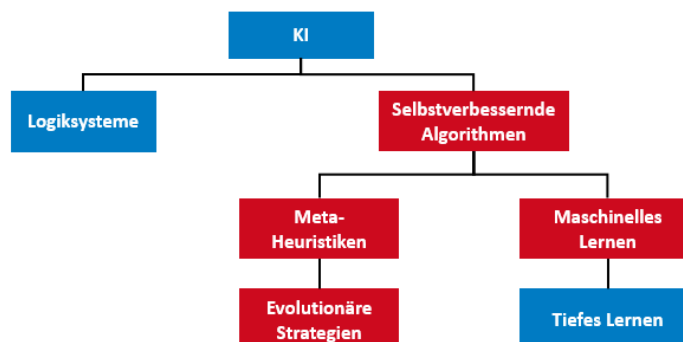 KI
Logiksysteme
Selbstverbessernde
Algorithmen
Meta-
Heuristiken
Maschinelles
Lernen
Evolutionäre
Strategien
Tiefes Lernen